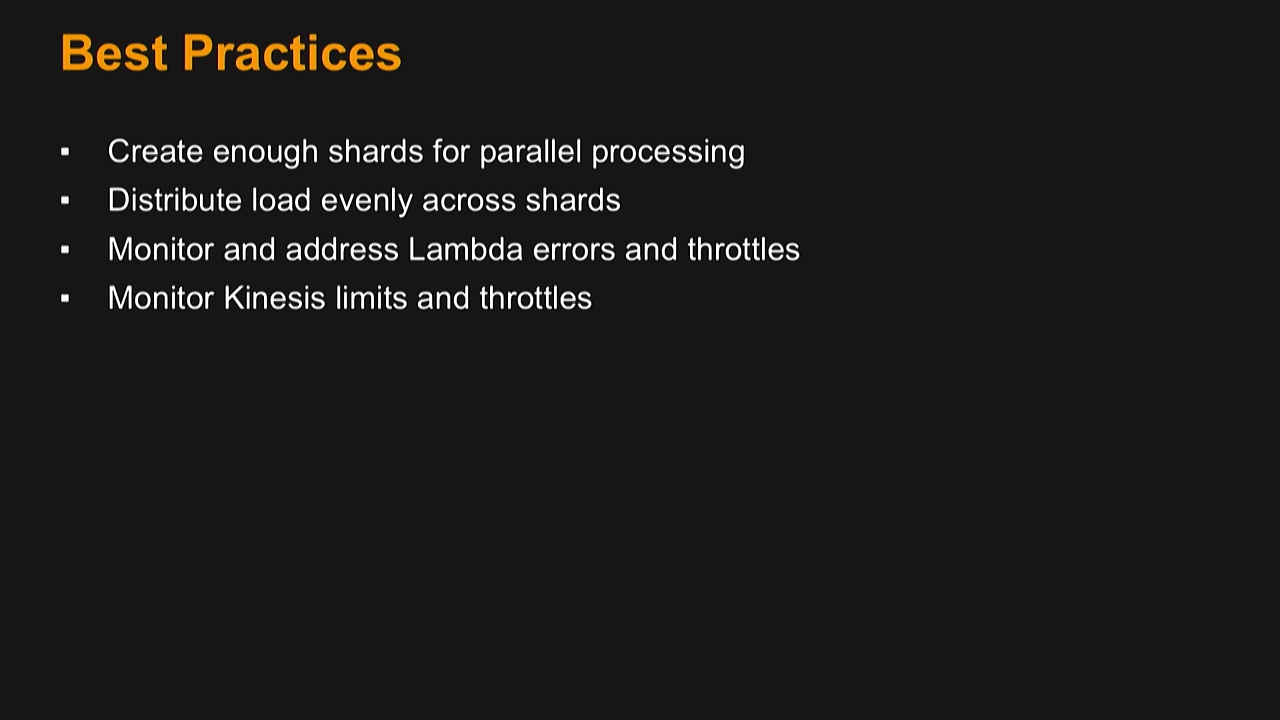 Best Practices
▪ Create enough shards for parallel processing
▪ Distribute load evenly across shards
▪ Monitor and address Lambda errors and throttles
▪ Monitor Kinesis limits and throttles